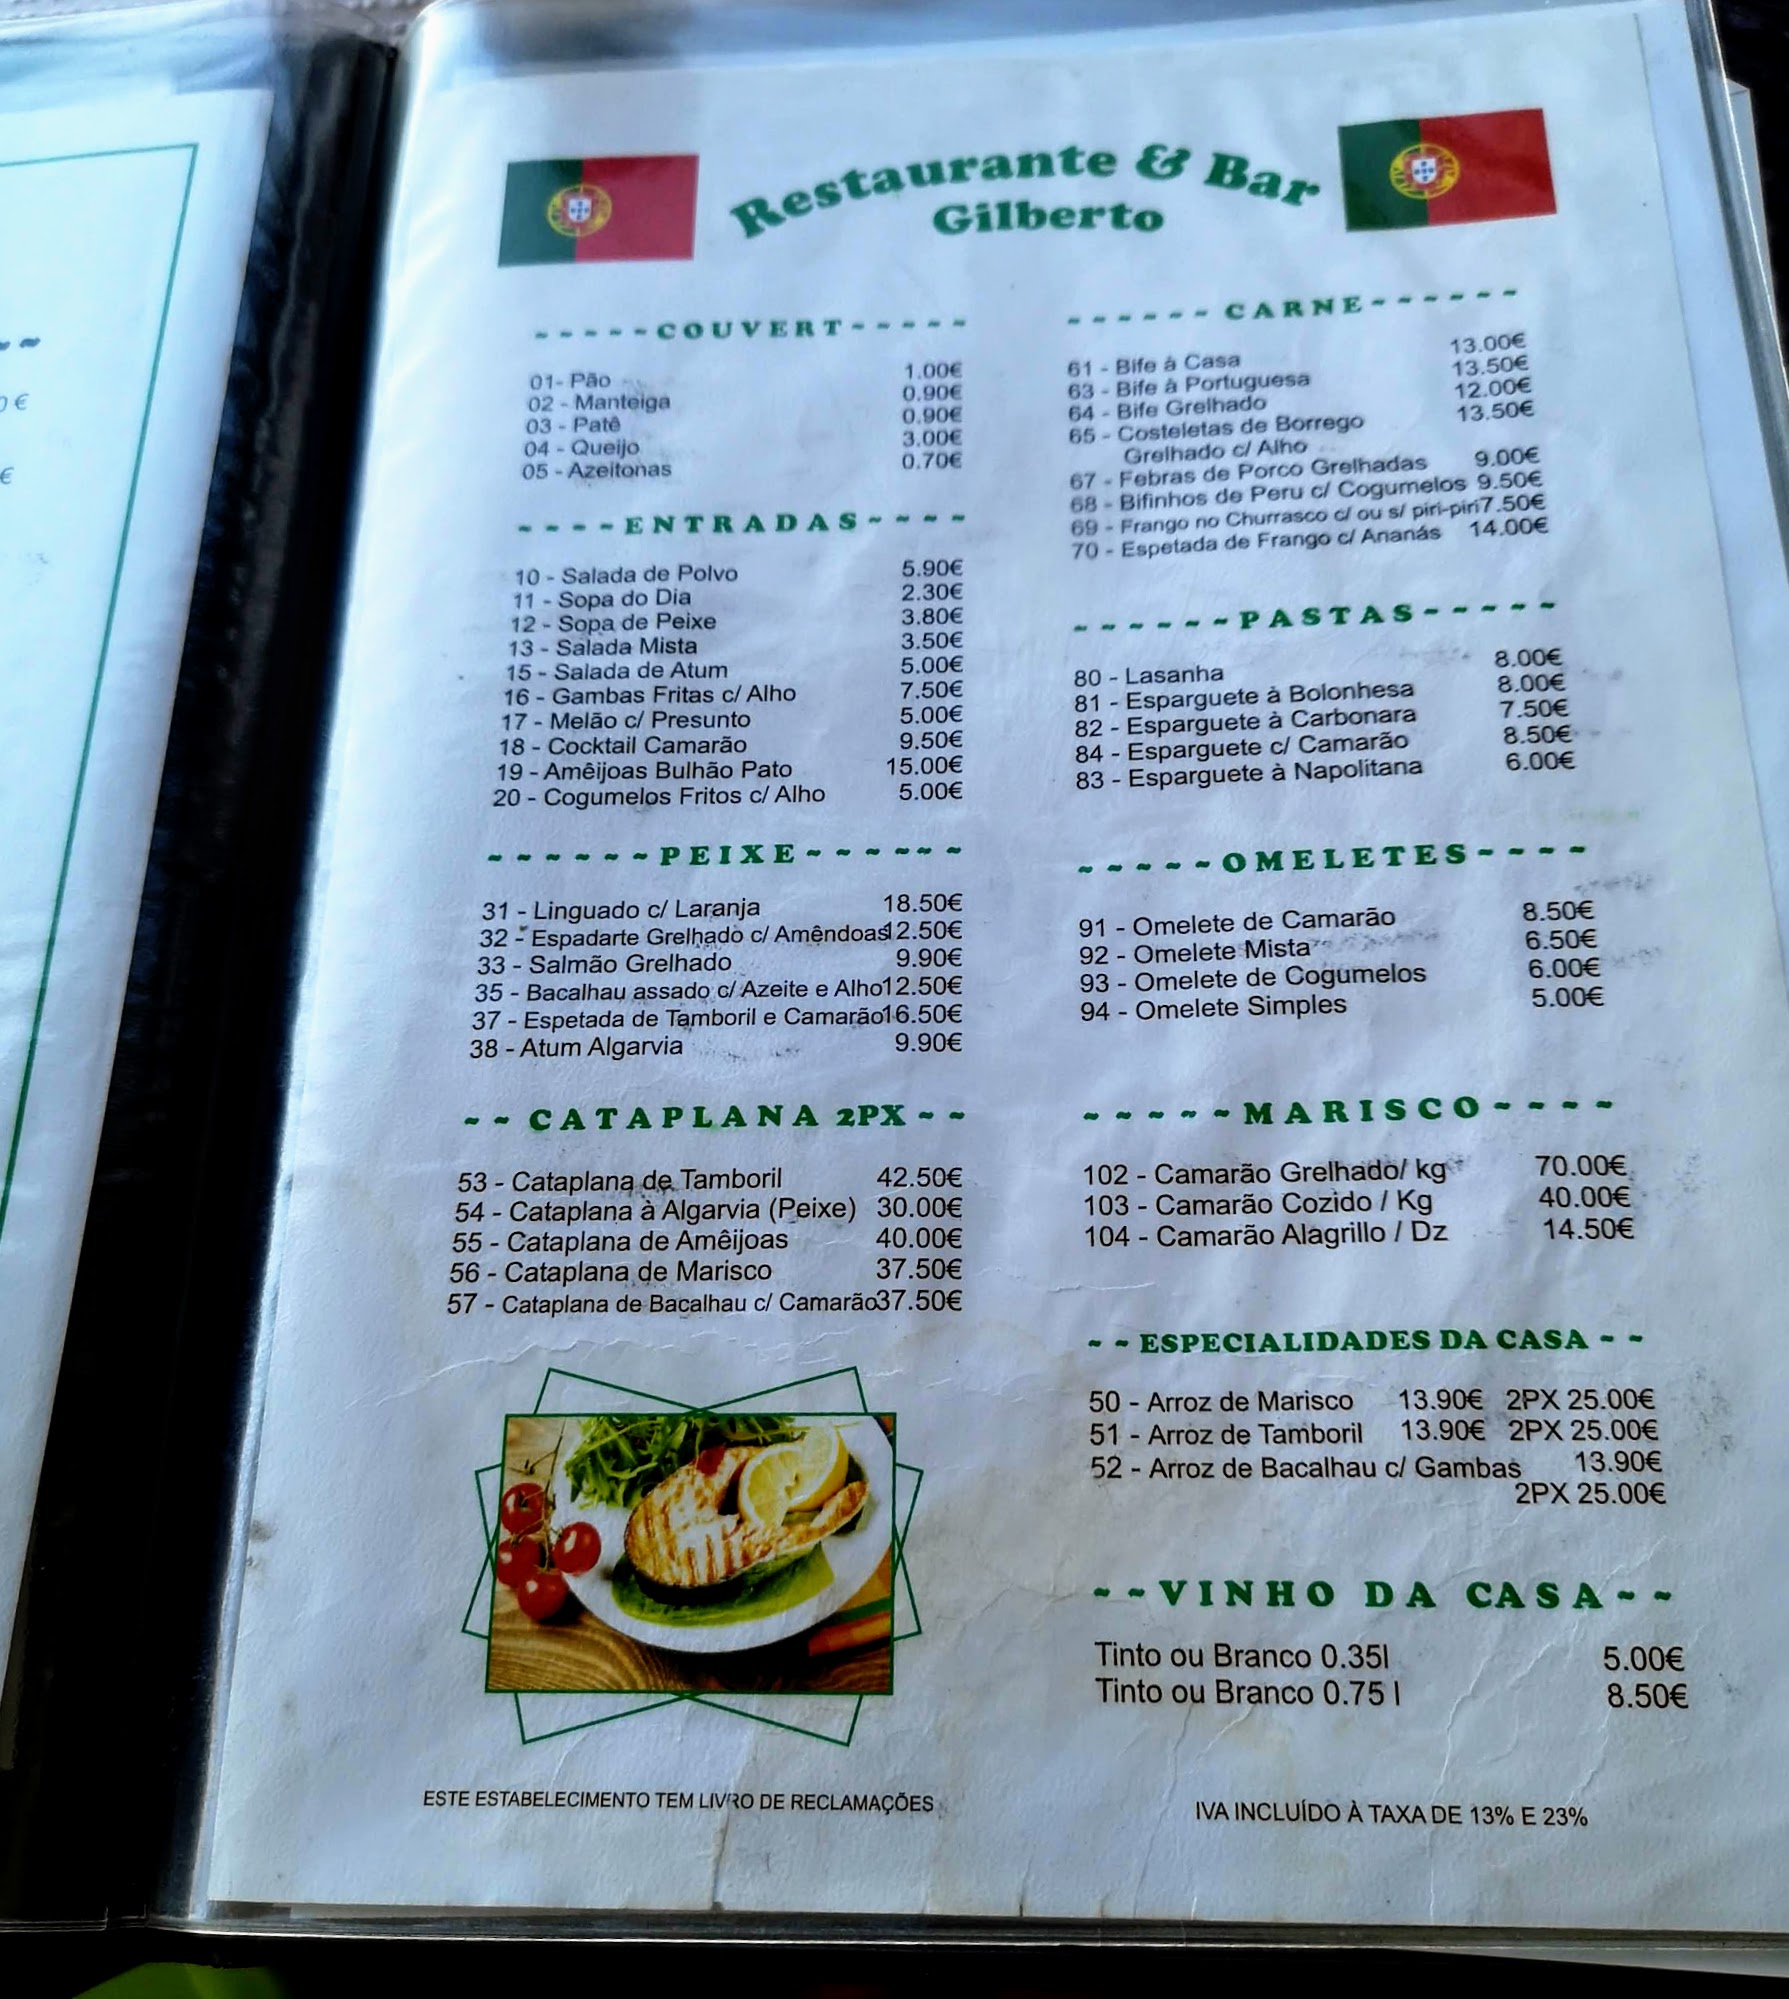 0€
€
Restaurante & Bar
Gilberto
COUVERT
01- Pão 1.00€
02 - Manteiga 0.90€
03 - Patê 0.90€
04 - Queijo 3.00€
05 - Azeitonas 0.70€
ENTRADAS
10 - Salada de Polvo 5.90€
11 - Sopa do Dia 2.30€
12 - Sopa de Peixe 3.80€
13 - Salada Mista 3.50€
15 - Salada de Atum 5.00€
16 - Gambas Fritas c/ Alho 7.50€
17 - Melão c/ Presunto 5.00€
18 - Cocktail Camarão 9.50€
19 - Amêijoas Bulhão Pato 15.00€
20 - Cogumelos Fritos c/ Alho 5.00€
PEIXE
31 - Linguado c/ Laranja 18.50€
32 - Espadarte Grelhado c/ Amêndoas 12.50€
33 - Salmão Grelhado 9.90€
35 - Bacalhau assado c/ Azeite e Alho 12.50€
37 - Espetada de Tamboril e Camarão 16.50€
38 - Atum Algarvia 9.90€
CATAPLANA 2PX
53 - Cataplana de Tamboril 42.50€
54 - Cataplana à Algarvia (Peixe) 30.00€
55 - Cataplana de Amêijoas 40.00€
56 - Cataplana de Marisco 37.50€
57 - Cataplana de Bacalhau c/ Camarão 37.50€
ESTE ESTABELECIMENTO TEM LIVRO DE RECLAMAÇÕES
CARNE
61 - Bife à Casa 13.00€
63 - Bife à Portuguesa 13.50€
64 - Bife Grelhado 12.00€
65 - Costeletas de Borrego 13.50€
Grelhado c/ Alho
67 - Febras de Porco Grelhadas 9.00€
68 - Bifinhos de Peru c/ Cogumelos 9.50€
69 - Frango no Churrasco c/ ou s/ piri-piri 7.50€
70 - Espetada de Frango c/ Ananás 14.00€
PASTAS
80 - Lasanha 8.00€
81 - Esparguete à Bolonhesa 8.00€
82 - Esparguete à Carbonara 7.50€
84 - Esparguete c/ Camarão 8.50€
83 - Esparguete à Napolitana 6.00€
OMELETES
91 - Omelete de Camarão 8.50€
92 - Omelete Mista 6.50€
93 - Omelete de Cogumelos 6.00€
94 - Omelete Simples 5.00€
MARISCO
102 - Camarão Grelhado/ kg 70.00€
103 - Camarão Cozido / Kg 40.00€
104 - Camarão Alagrillo / Dz 14.50€
ESPECIALIDADES DA CASA
50 - Arroz de Marisco 13.90€ 2PX 25.00€
51 - Arroz de Tamboril 13.90€ 2PX 25.00€
52 - Arroz de Bacalhau c/ Gambas 13.90€
2PX 25.00€
VINHO DA CASA
Tinto ou Branco 0.35l 5.00€
Tinto ou Branco 0.75 l 8.50€
IVA INCLUÍDO À TAXA DE 13% E 23%